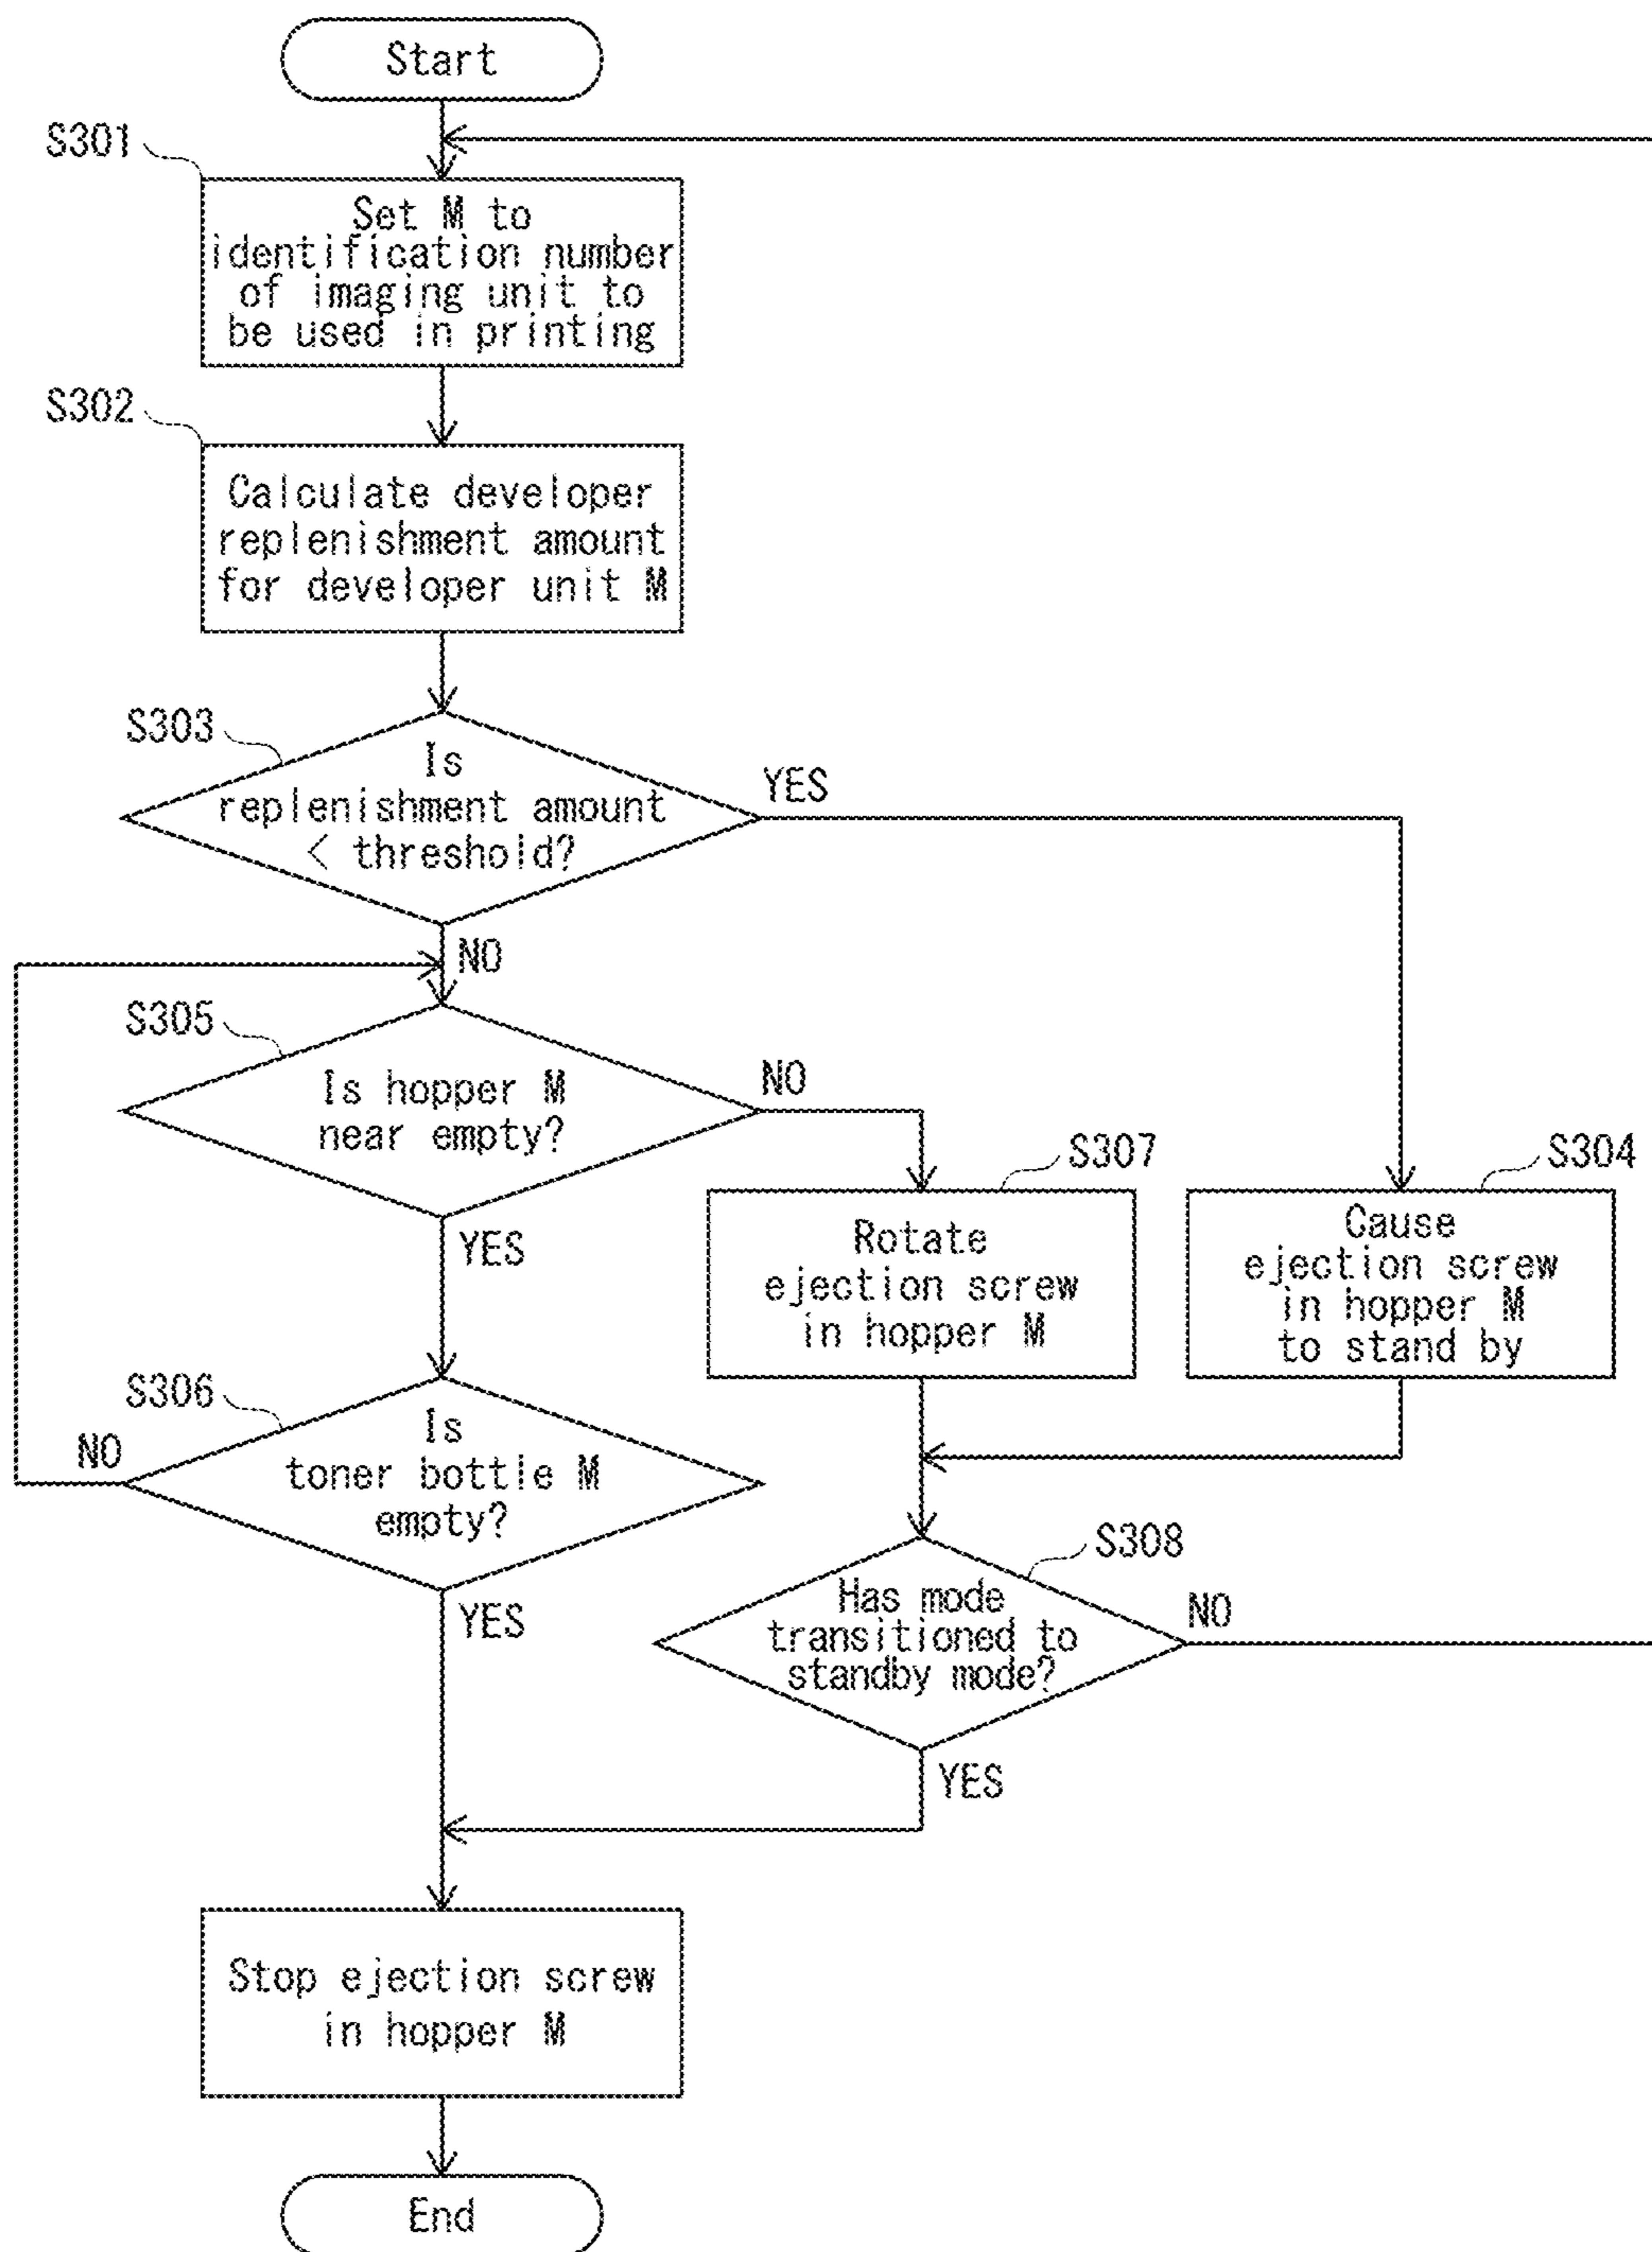 Start
S301
Set M to
identification number
of imaging unit to
be used in printing
S302
Calculate developer
replenishment amount
for developer unit M
S303
Is
replenishment amount
< threshold?
YES
NO
S305
Is hopper M
near empty?
NO
YES
S307
Rotate
ejection screw
in hopper M
S304
Cause
ejection screw
in hopper M
to stand by
S306
Is
toner bottle M
empty?
NO
YES
S308
Has mode
transitioned to
standby mode?
NO
YES
Stop ejection screw
in hopper M
End